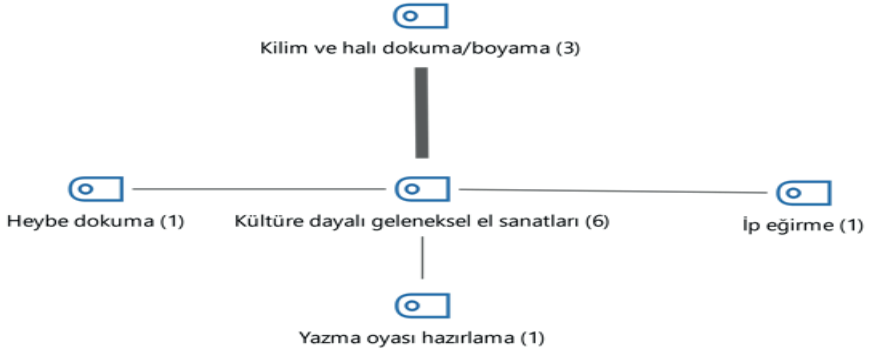 Kilim ve halı dokuma/boyama (3)
Heybe dokuma (1)
Kültüre dayalı geleneksel el sanatları (6)
İp eğirme (1)
Yazma oyası hazırlama (1)